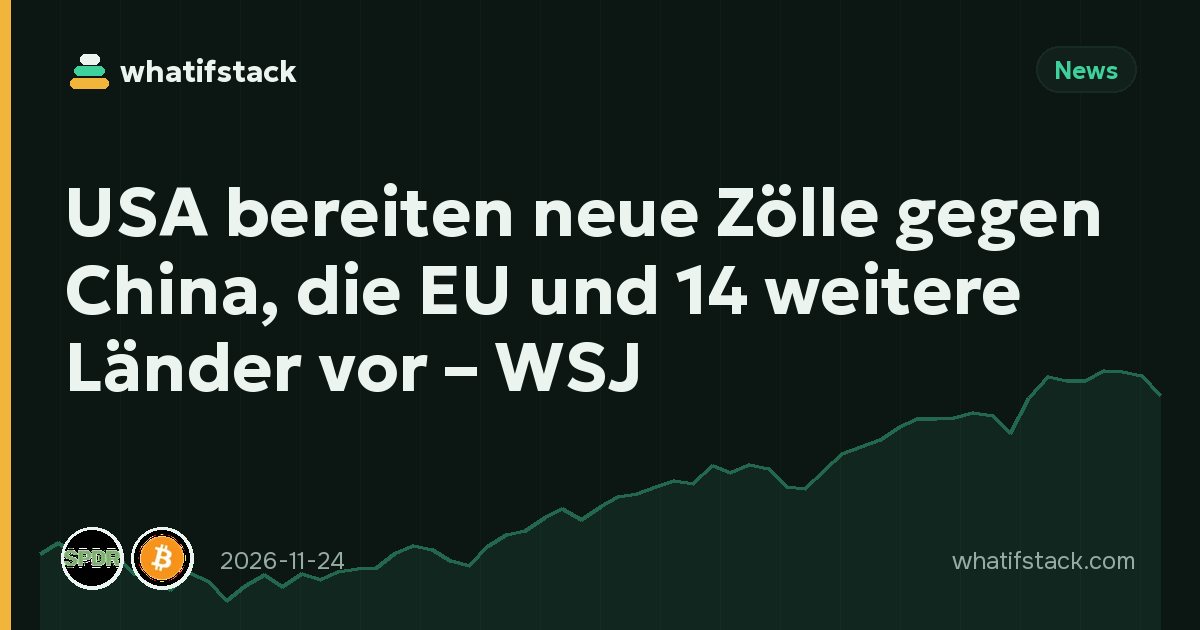 whatifstack
News
USA bereiten neue Zölle gegen
China, die EU und 14 weitere
Länder vor – WSJ
SPDR
2026-11-24
whatifstack.com